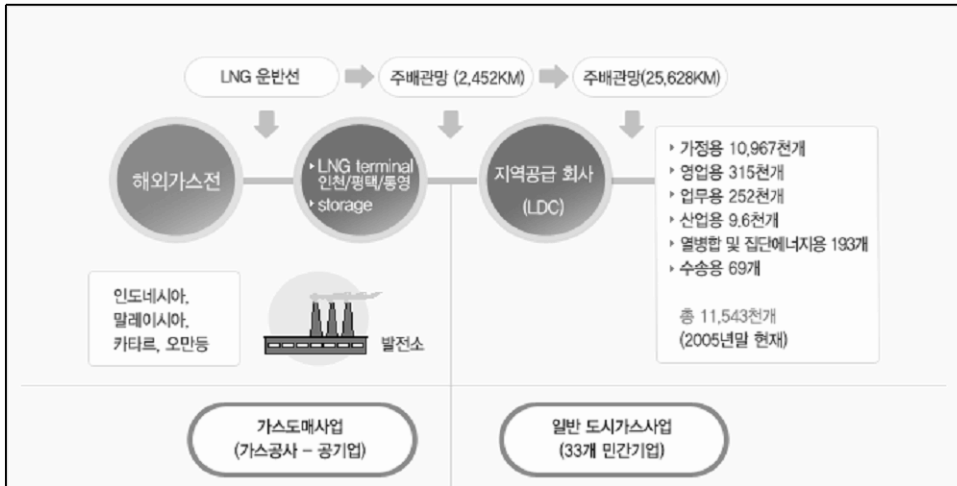 LNG 운반선
주배관망 (2,452KM)
주배관망(25,628KM)
해외가스전
▸ LNG terminal
인천/평택/통영
▸ storage
지역공급 회사
(LDC)
▸ 가정용 10,967천개
▸ 영업용 315천개
▸ 업무용 252천개
▸ 산업용 9.6천개
▸ 열병합 및 집단에너지용 193개
▸ 수송용 69개
총 11,543천개
(2005년말 현재)
인도네시아,
말레이시아,
카타르, 오만등
발전소
가스도매사업
(가스공사 – 공기업)
일반 도시가스사업
(33개 민간기업)